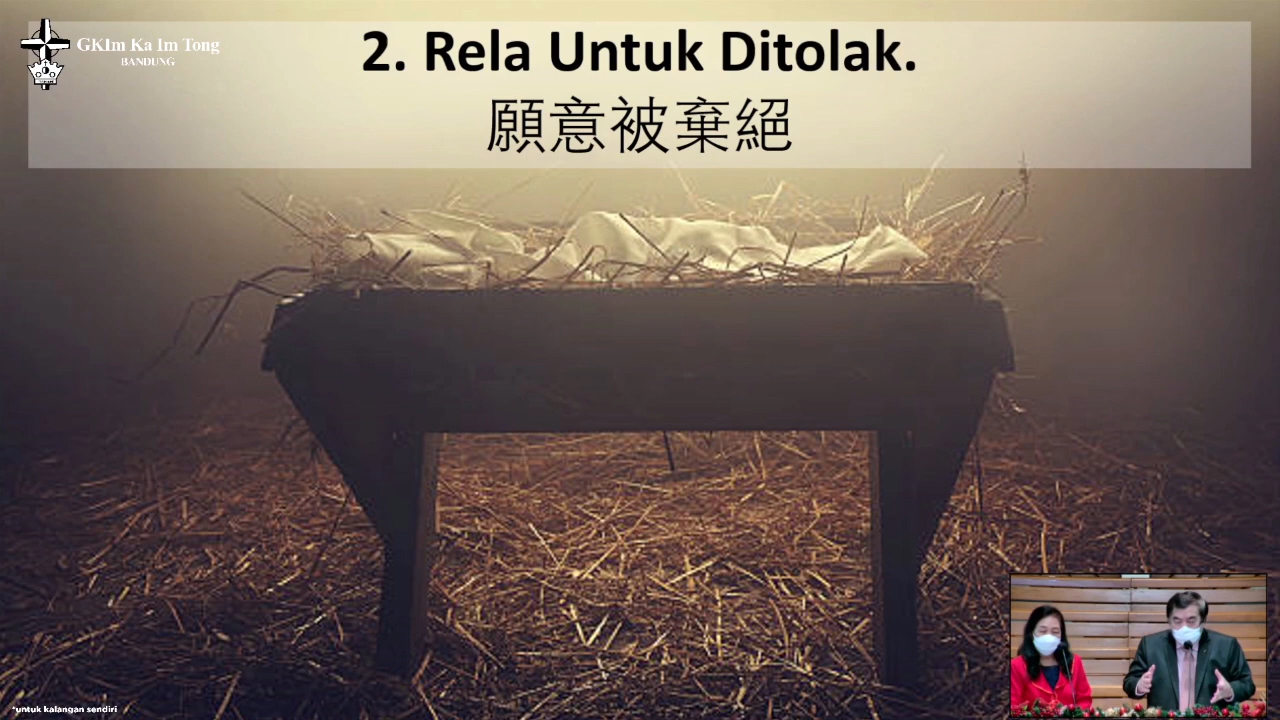 GKIm Ka Im Tong
BANDUNG
2. Rela Untuk Ditolak.
願意被棄絕
*untuk kalangan sendiri